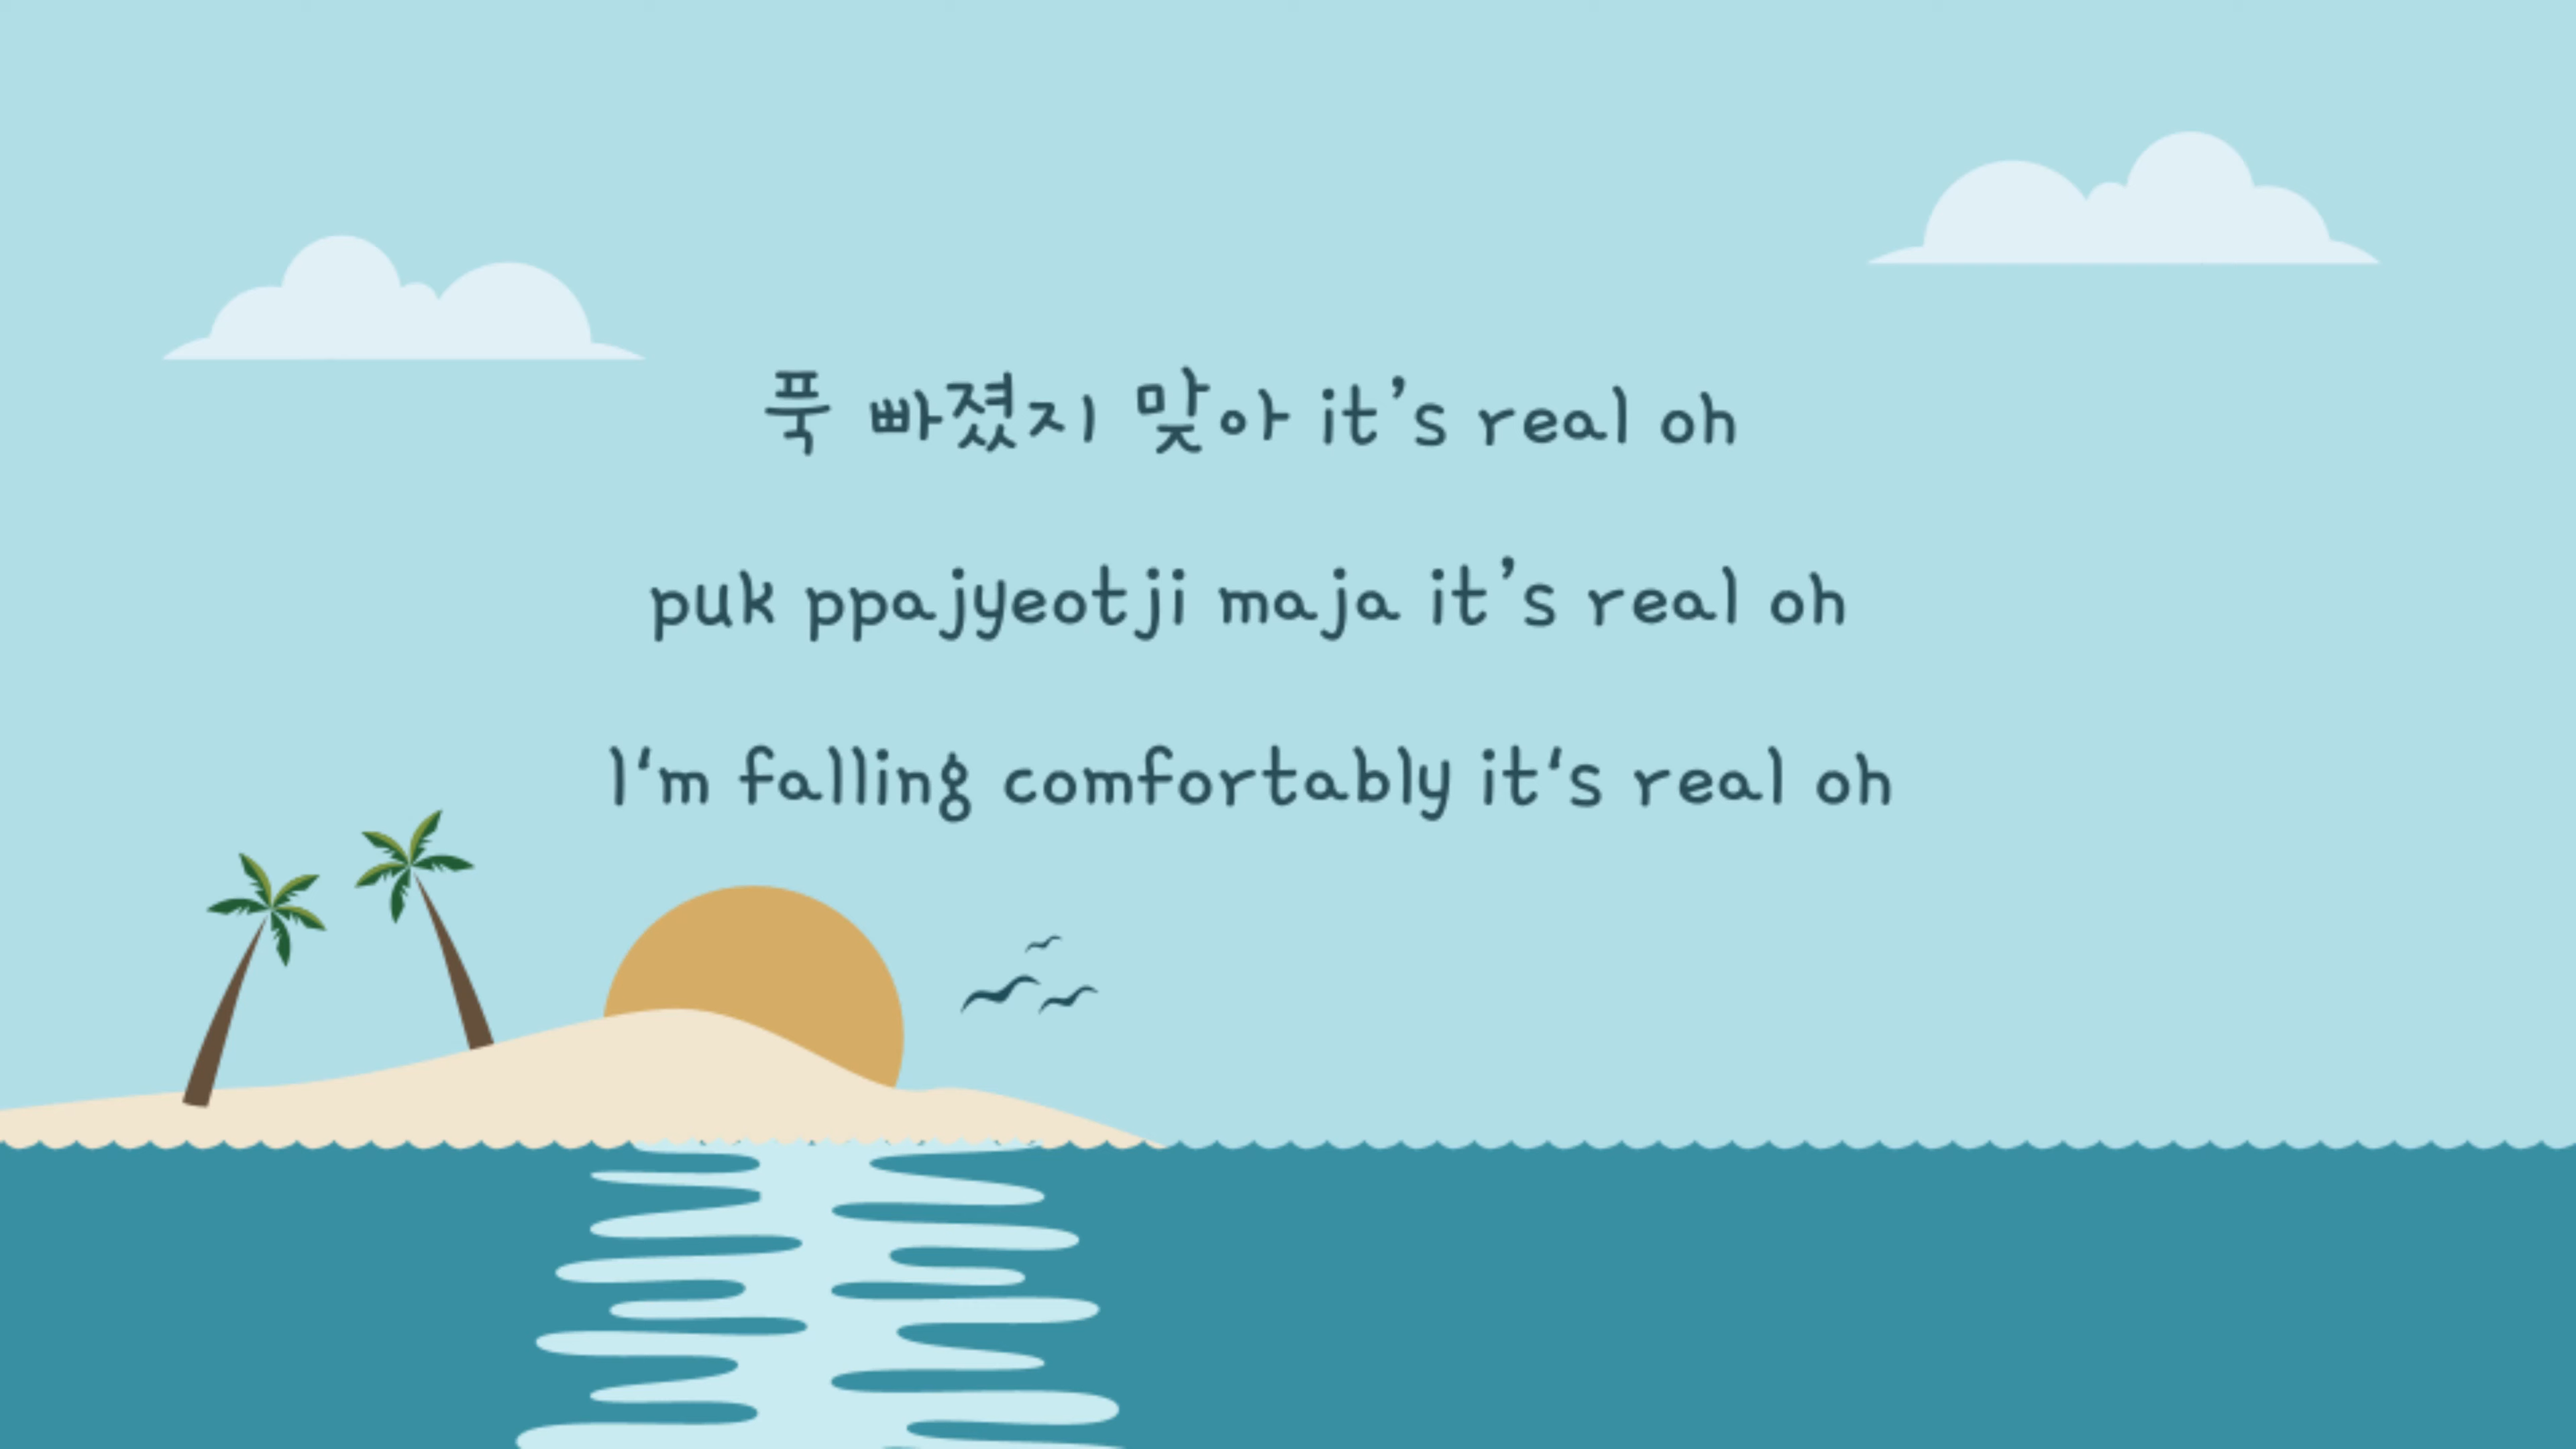 푹 빠졌지 맞아 it’s real oh
puk ppajyeotji maja it’s real oh
I‘m falling comfortably it‘s real oh